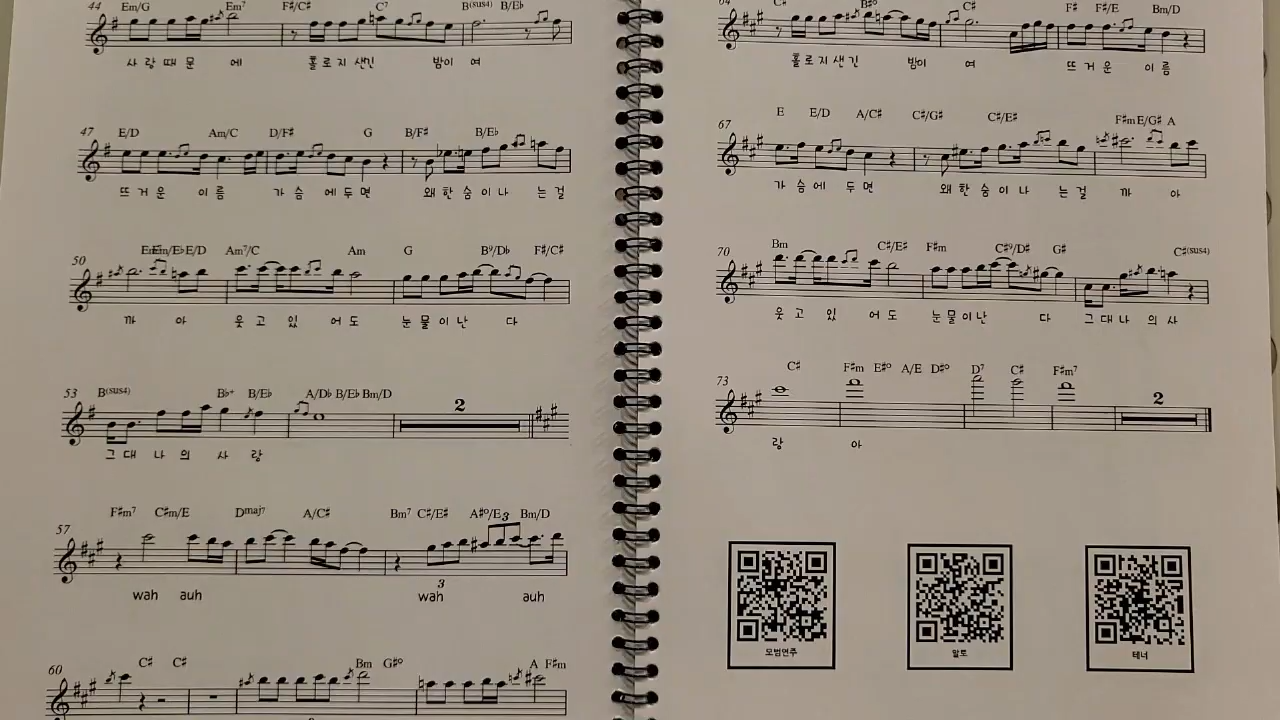 44 Em/G Em7 F♯/C♯ C7 B(sus4) B/E♭
사 랑 때 문 에 홀 로 지 샌 긴 밤 이 여
47 E/D Am/C D/F♯ G B/F♯ B/E♭
뜨 거 운 이 름 가 슴 에 두 면 왜 한 숨 이 나 는 걸
50 Em/E♭ E/D Am7/C Am G B9/D♭ F♯/C♯
까 아 웃 고 있 어 도 눈 물 이 난 다
53 B(sus4) B♭+ B/E♭ A/D♭ B/E♭ Bm/D
2
그 대 나 의 사 랑
57 F♯m7 C♯m/E Dmaj7 A/C♯ Bm7 C♯/E♯ A♯o/E 3 Bm/D
3
wah auh wah auh
60 C♯ C♯ Bm G♯o A F♯m
64 C♯ B♯o C♯ F♯ F♯/E Bm/D
홀 로 지 샌 긴 밤 이 여 뜨 거 운 이 름
67 E E/D A/C♯ C♯/G♯ C♯/E♯ F♯m E/G♯ A
가 슴 에 두 면 왜 한 숨 이 나 는 걸 까 아
70 Bm C♯/E♯ F♯m C♯9/D♯ G♯ C♯(sus4)
웃 고 있 어 도 눈 물 이 난 다 그 대 나 의 사
73 C♯ F♯m E♯o A/E D♯o D7 C♯ F♯m7
2
랑 아
모범연주 알토 테너